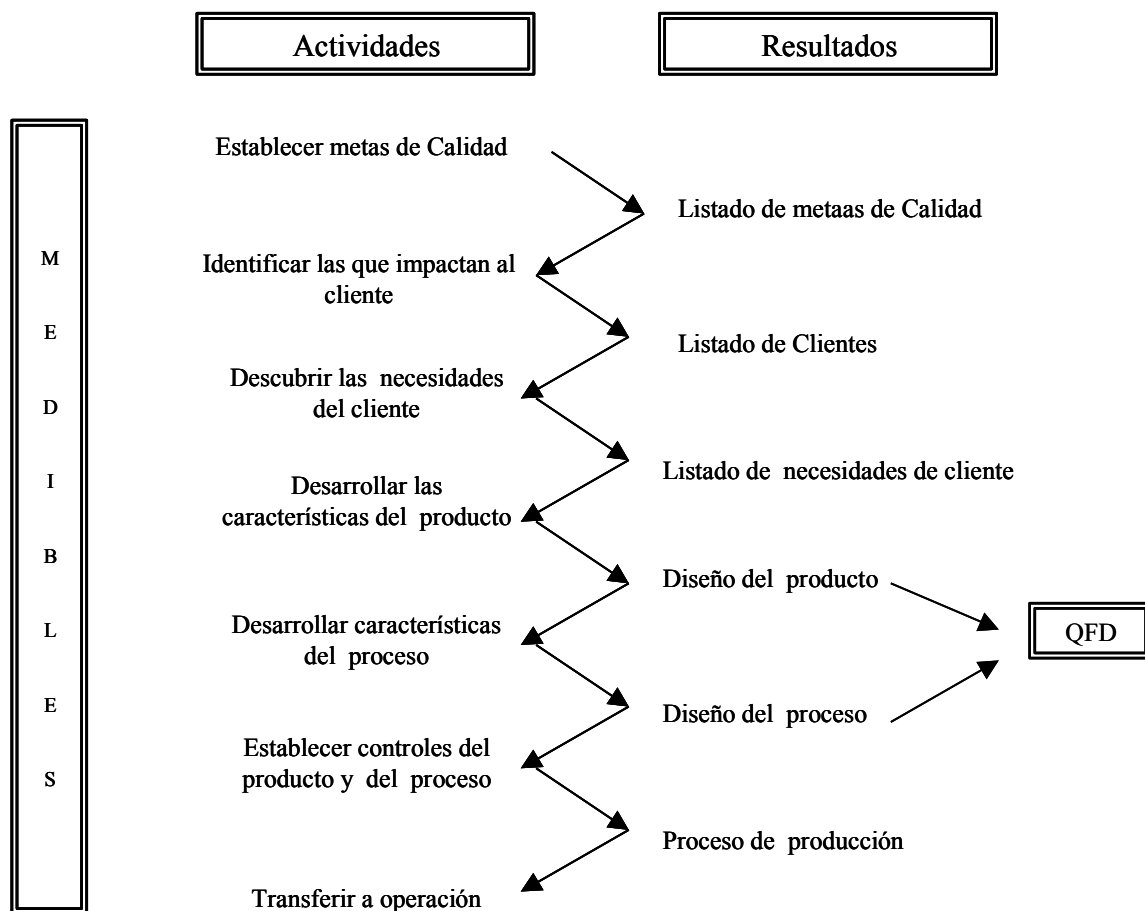 Actividades
Resultados
M
E
D
I
B
L
E
S
Establecer metas de Calidad
Listado de metaas de Calidad
Identificar las que impactan al
cliente
Listado de Clientes
Descubrir las necesidades
del cliente
Listado de necesidades de cliente
Desarrollar las
características del producto
Diseño del producto
QFD
Desarrollar características
del proceso
Diseño del proceso
Establecer controles del
producto y del proceso
Proceso de producción
Transferir a operación